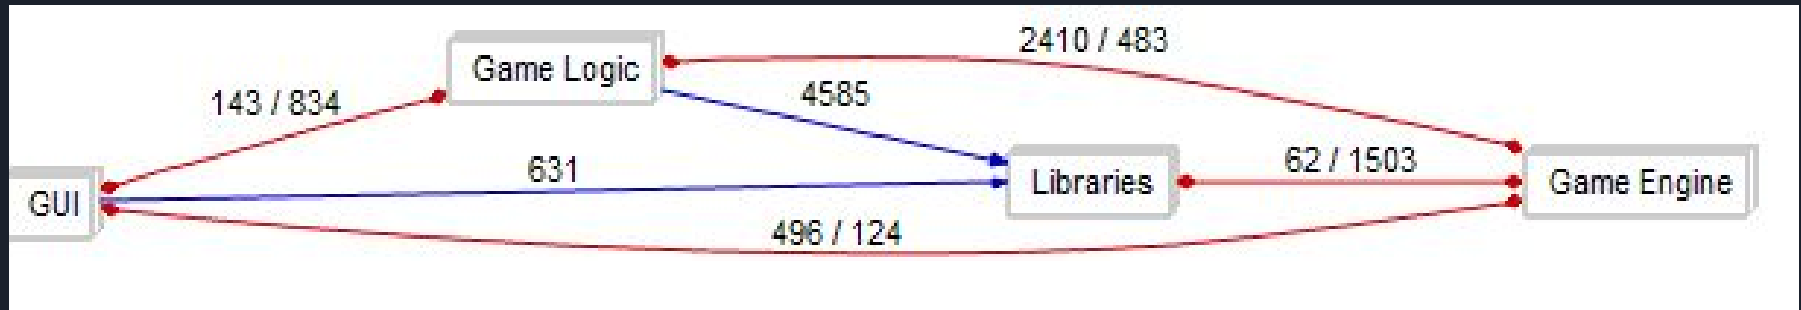 2410 / 483
Game Logic
143 / 834
4585
631
62 / 1503
Libraries
Game Engine
GUI
496 / 124